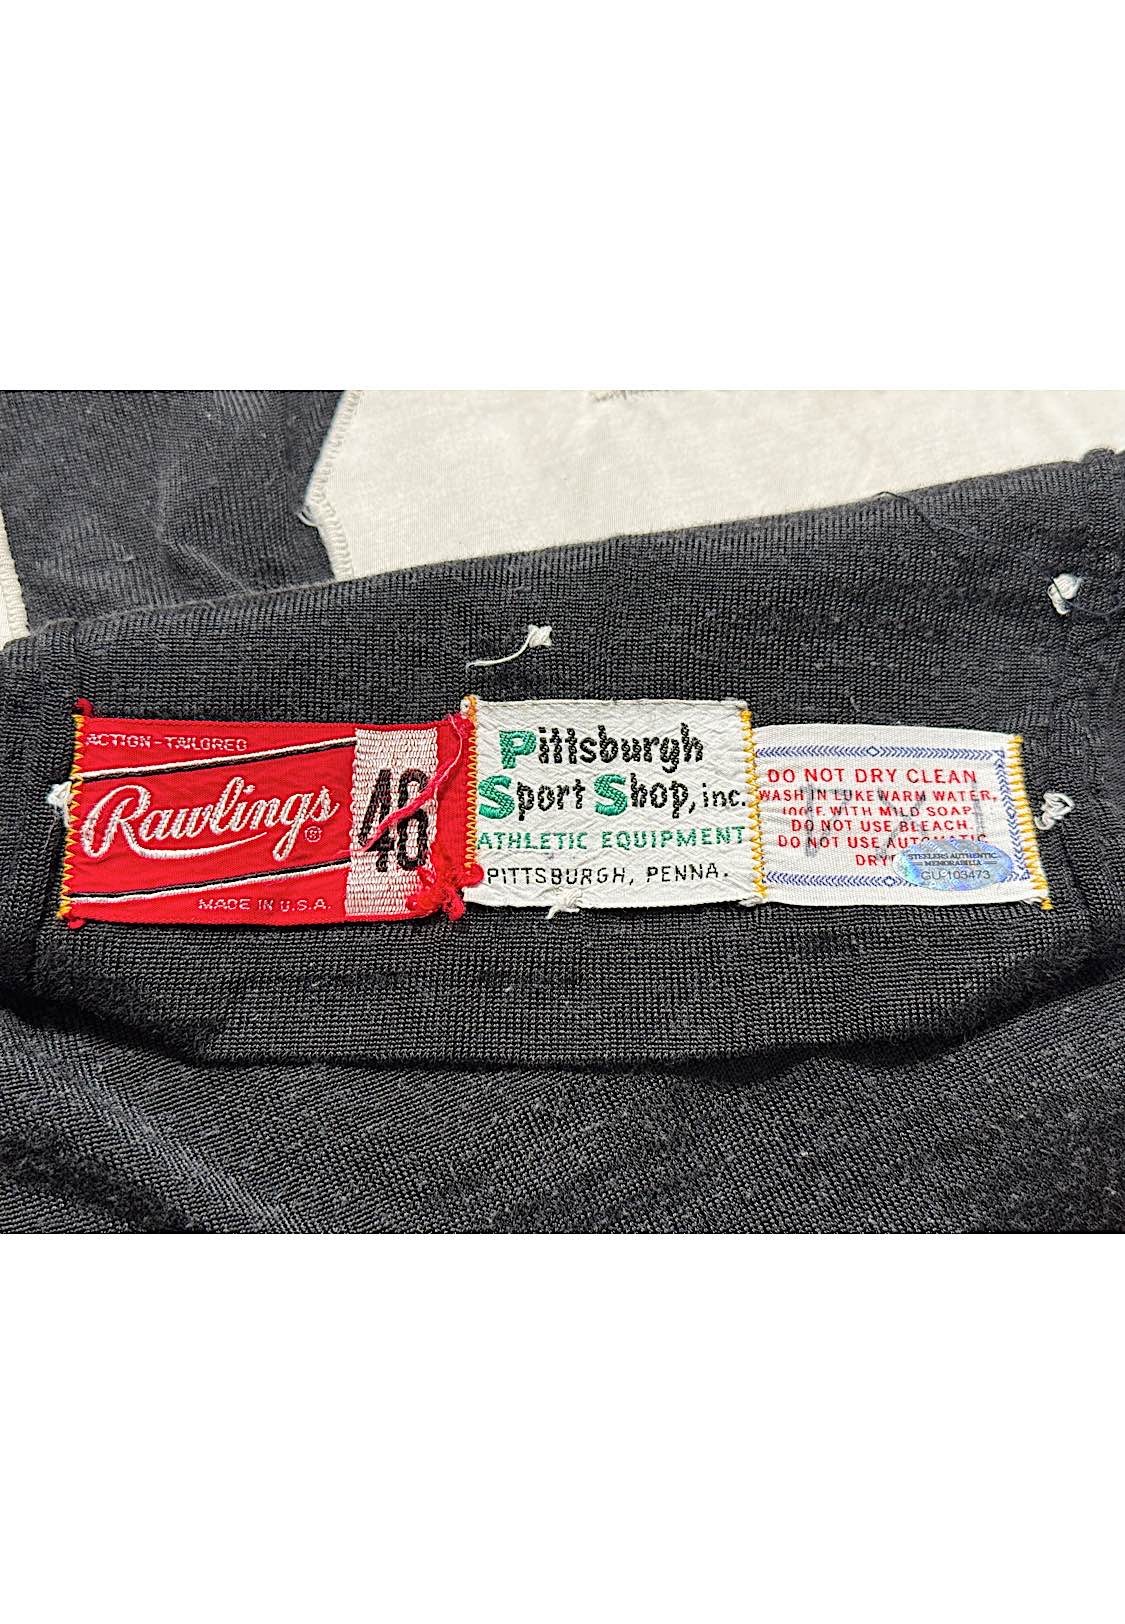 ACTION-TAILORED
Rawlings®
MADE IN U.S.A.
48
Pittsburgh
Sport Shop, inc.
ATHLETIC EQUIPMENT
PITTSBURGH, PENNA.
DO NOT DRY CLEAN
WASH IN LUKEWARM WATER,
100° F. WITH MILD SOAP.
DO NOT USE BLEACH.
DO NOT USE AUTOMATIC
STEELERS AUTHENTIC
MEMORABILIA
GU-103473